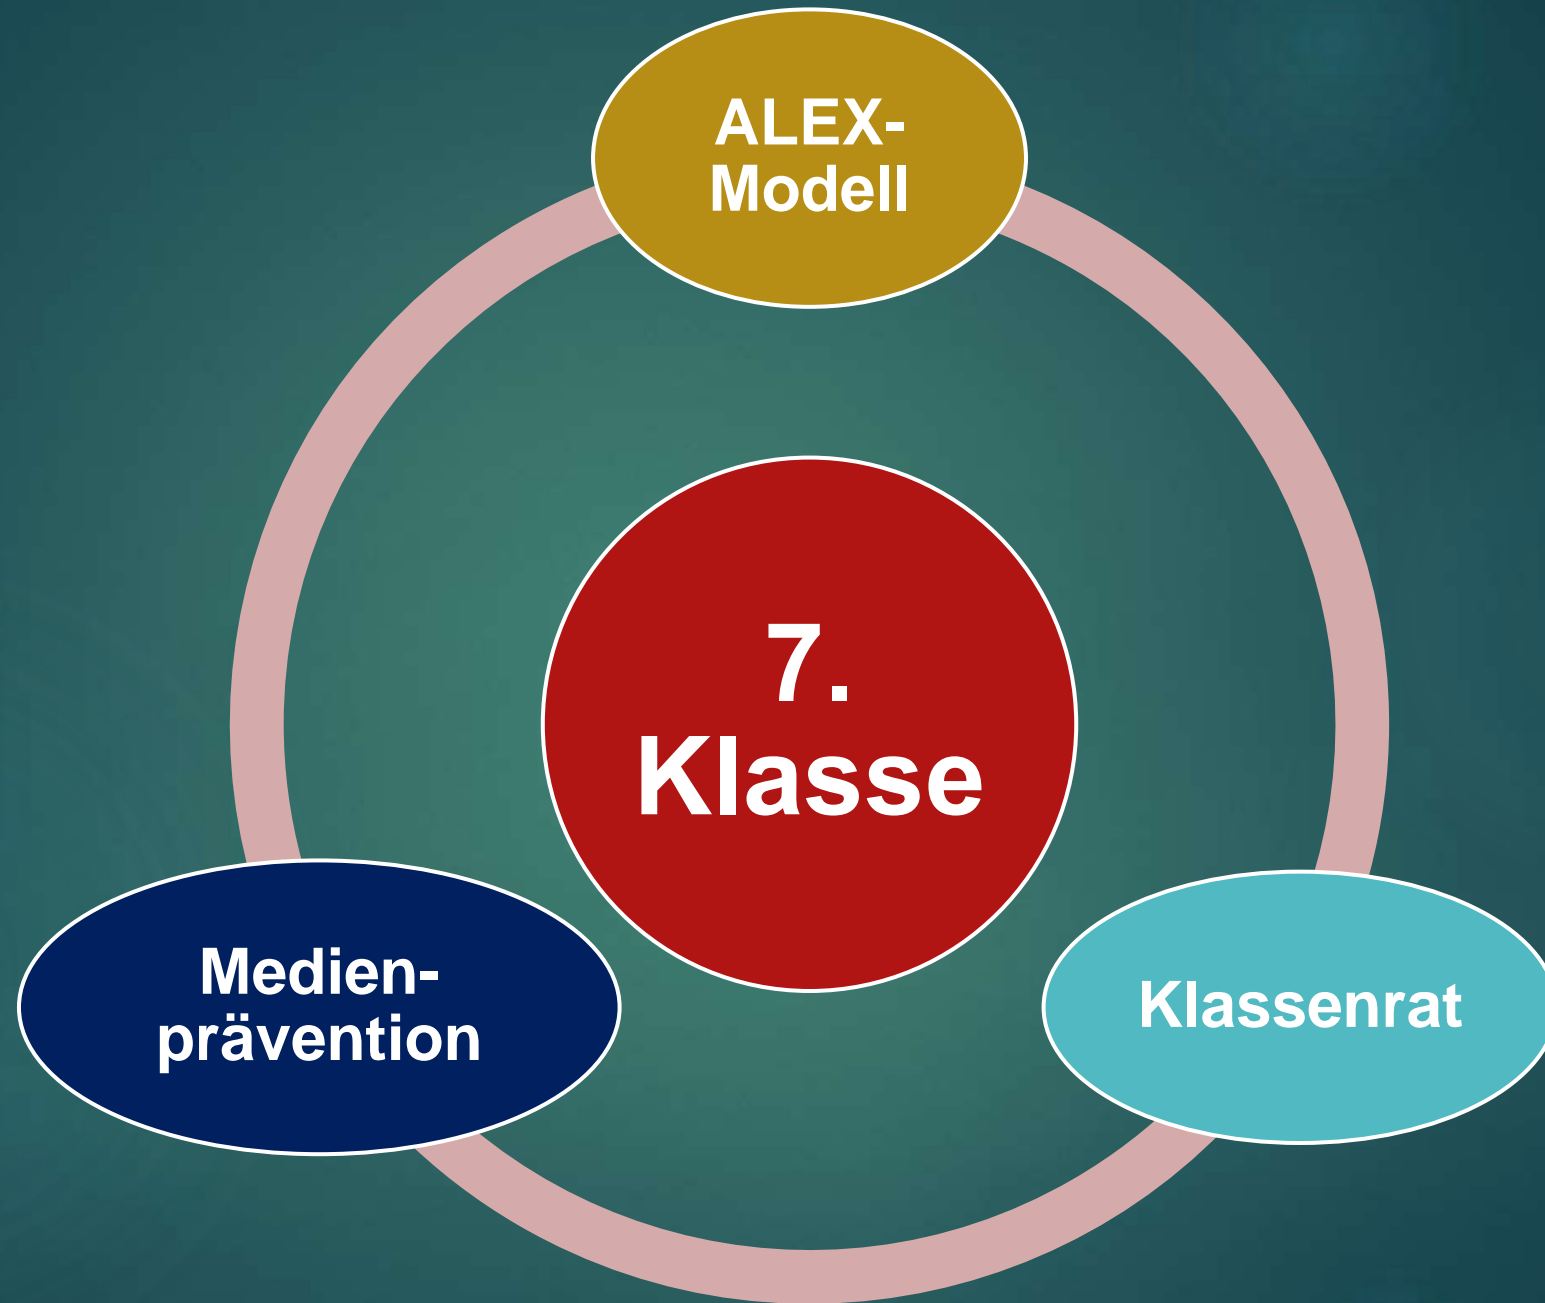 ALEX-
Modell
7.
Klasse
Medien-
prävention
Klassenrat